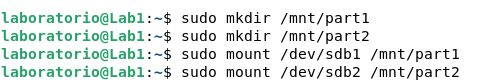 laboratorio@Lab1:~$ sudo mkdir /mnt/part1
laboratorio@Lab1:~$ sudo mkdir /mnt/part2
laboratorio@Lab1:~$ sudo mount /dev/sdb1 /mnt/part1
laboratorio@Lab1:~$ sudo mount /dev/sdb2 /mnt/part2